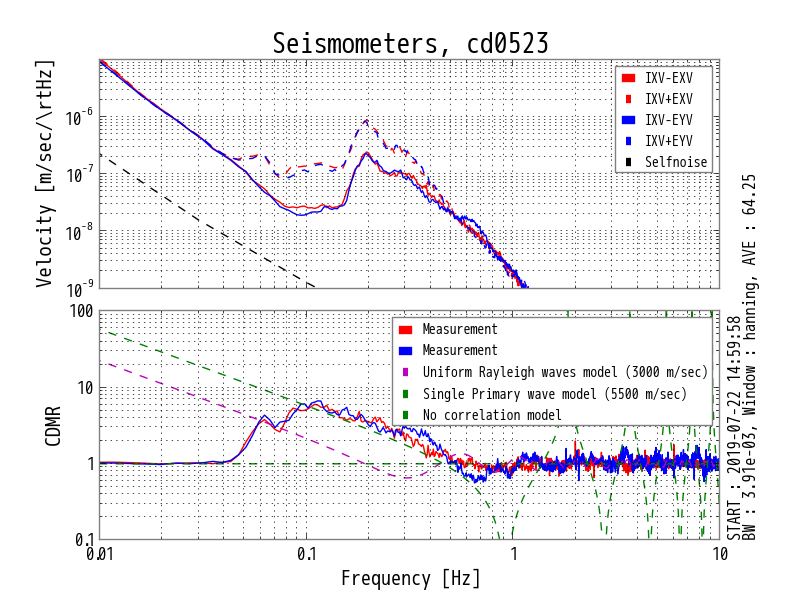 Seismometers, cd0523
Velocity [m/sec/\rtHz]
10-6
10-7
10-8
10-9
IXV-EXV
IXV+EXV
IXV-EYV
IXV+EYV
Selfnoise
CDMR
100
10
1
0.1
Measurement
Measurement
Uniform Rayleigh waves model (3000 m/sec)
Single Primary wave model (5500 m/sec)
No correlation model
0.01
0.1
1
10
Frequency [Hz]
START : 2019-07-22 14:59:58
BW : 3.91e-03, Window : hanning, AVE : 64.25